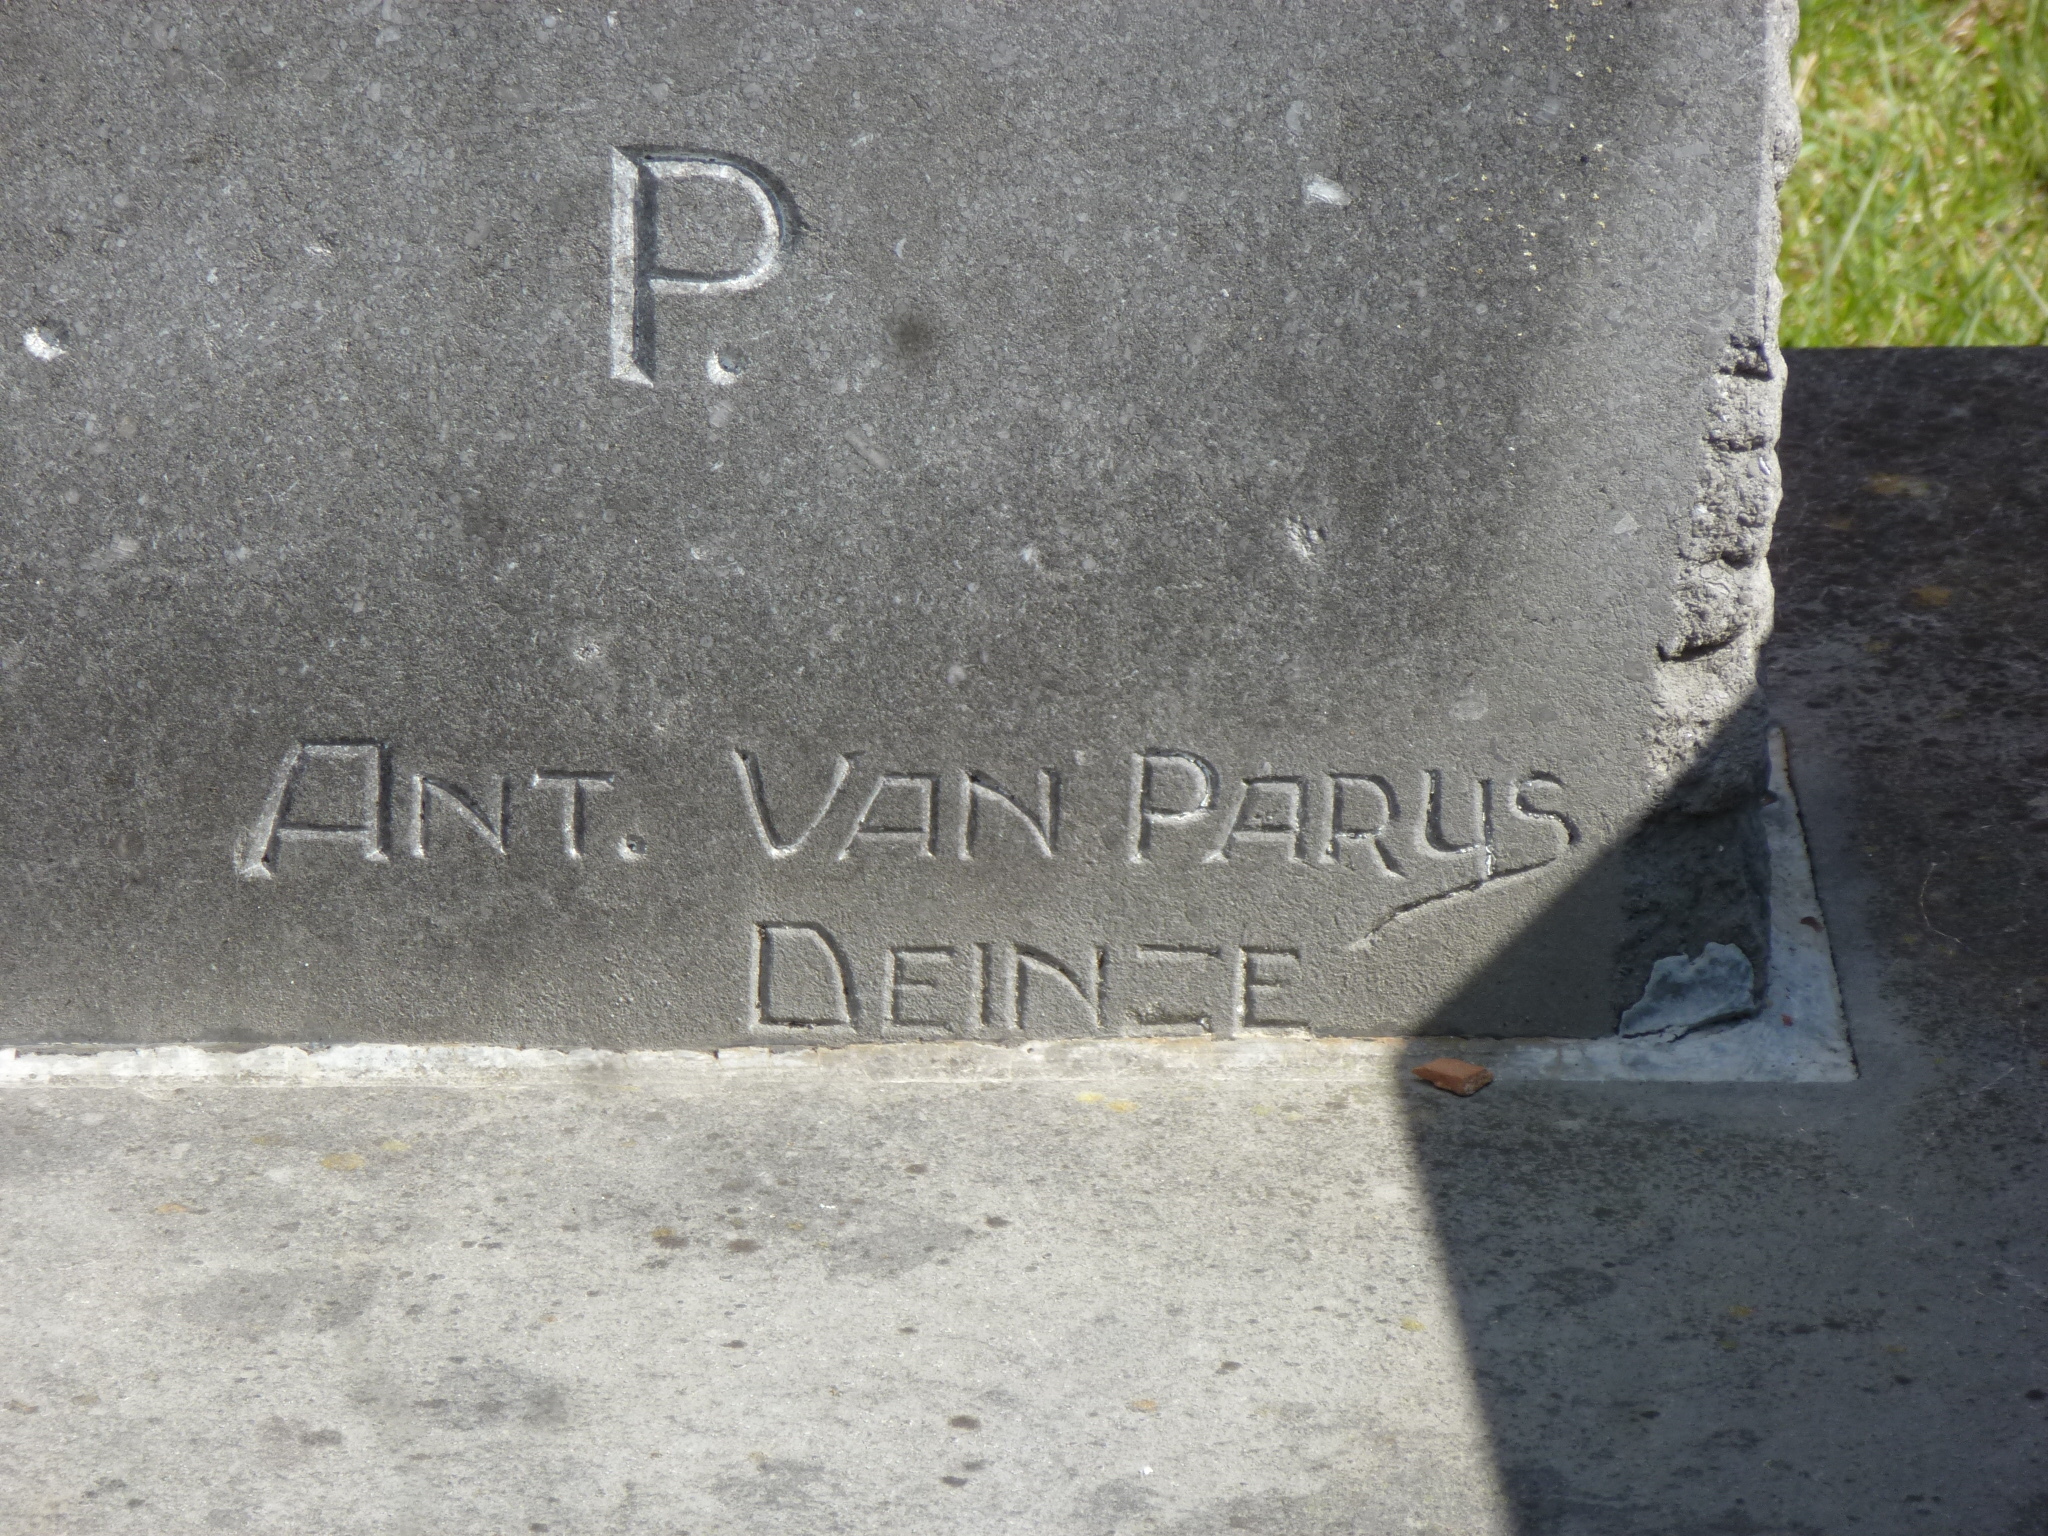 P.
ANT. VAN PARYS
DEINZE